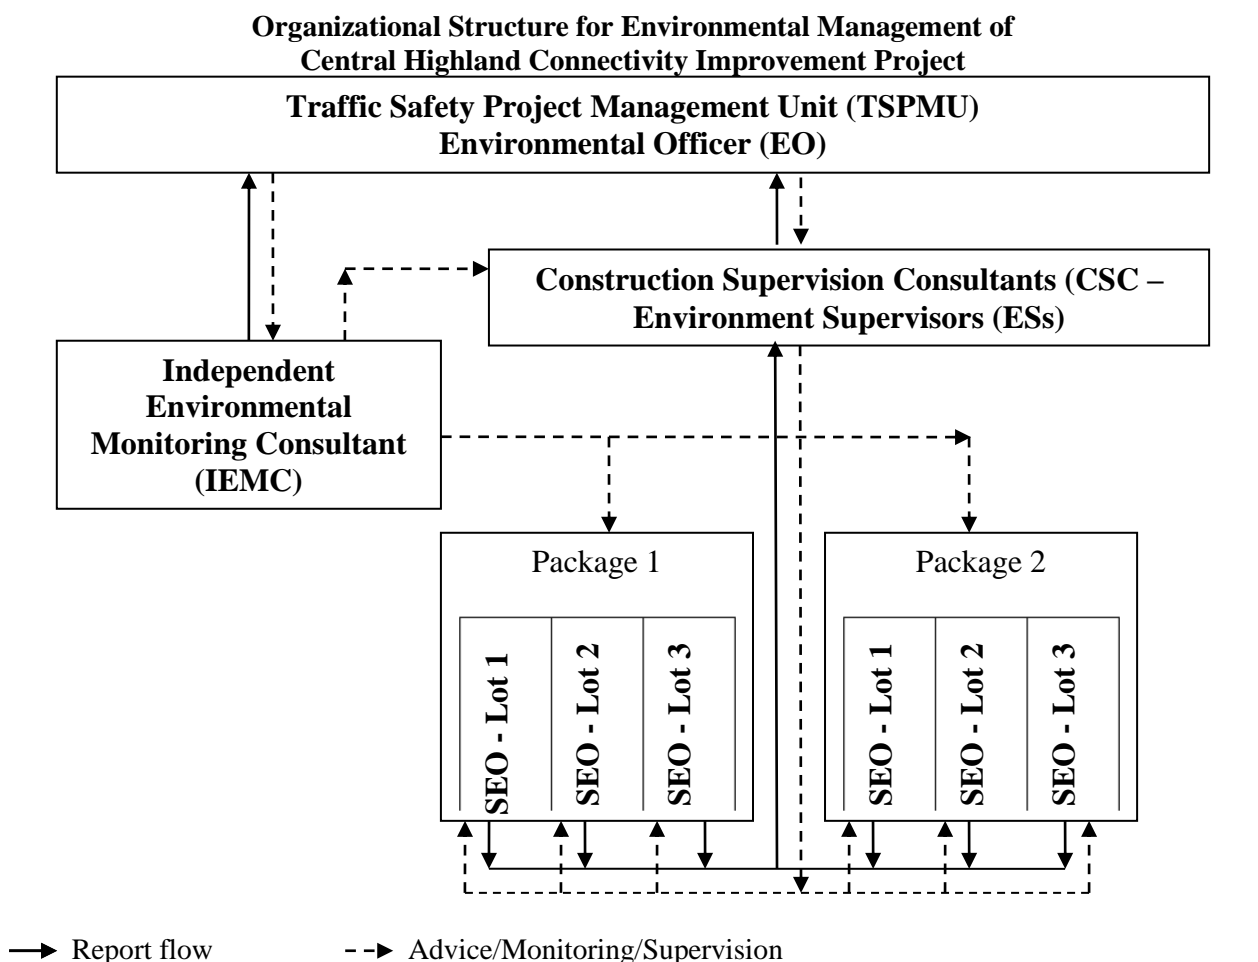 Organizational Structure for Environmental Management of
Central Highland Connectivity Improvement Project
Traffic Safety Project Management Unit (TSPMU)
Environmental Officer (EO)
Construction Supervision Consultants (CSC –
Environment Supervisors (ESs)
Independent
Environmental
Monitoring Consultant
(IEMC)
Package 1
SEO - Lot 1
SEO - Lot 2
SEO - Lot 3
Package 2
SEO - Lot 1
SEO - Lot 2
SEO - Lot 3
Report flow
Advice/Monitoring/Supervision